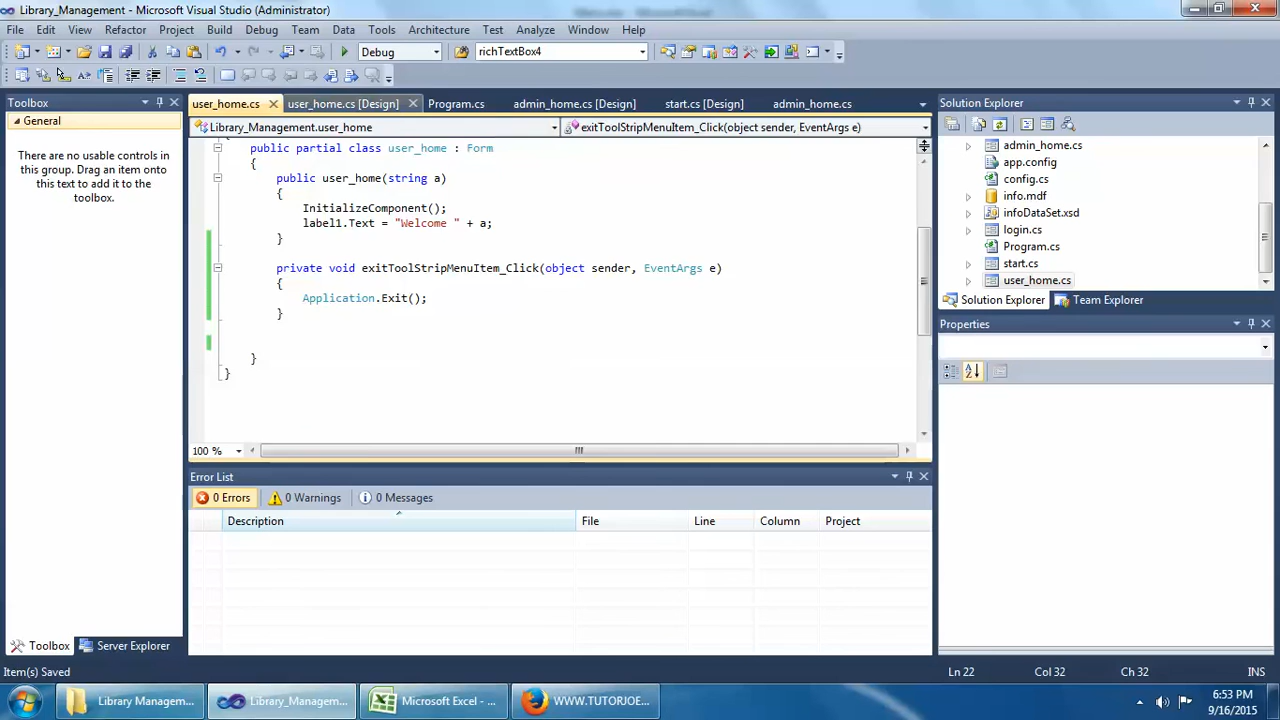 Library_Management - Microsoft Visual Studio (Administrator)
File Edit View Refactor Project Build Debug Team Data Tools Architecture Test Analyze Window Help
Debug richTextBox4
Toolbox
General
There are no usable controls in
this group. Drag an item onto
this text to add it to the
toolbox.
Toolbox Server Explorer
user_home.cs user_home.cs [Design] Program.cs admin_home.cs [Design] start.cs [Design] admin_home.cs
Library_Management.user_home exitToolStripMenuItem_Click(object sender, EventArgs e)
public partial class user_home : Form
{
public user_home(string a)
{
InitializeComponent();
label1.Text = "Welcome " + a;
}
private void exitToolStripMenuItem_Click(object sender, EventArgs e)
{
Application.Exit();
}
}
}
100 %
Error List
0 Errors 0 Warnings 0 Messages
Description File Line Column Project
Solution Explorer
admin_home.cs
app.config
config.cs
info.mdf
infoDataSet.xsd
login.cs
Program.cs
start.cs
user_home.cs
Solution Explorer Team Explorer
Properties
Item(s) Saved Ln 22 Col 32 Ch 32 INS
Library Managem... Library_Managem... Microsoft Excel - ... WWW.TUTORJOE...
6:53 PM
9/16/2015